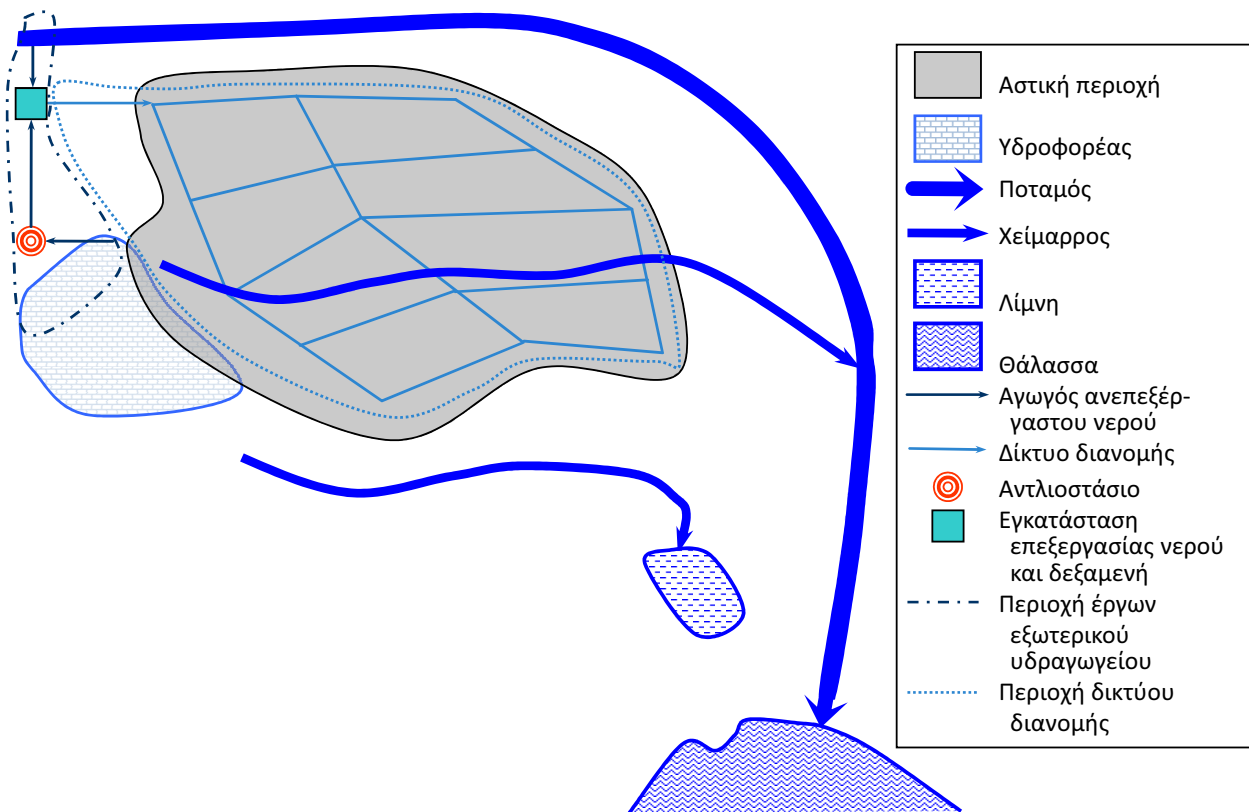 Αστική περιοχή
Υδροφορέας
Ποταμός
Χείμαρρος
Λίμνη
Θάλασσα
Αγωγός ανεπεξέρ-
γαστου νερού
Δίκτυο διανομής
Αντλιοστάσιο
Εγκατάσταση
επεξεργασίας νερού
και δεξαμενή
Περιοχή έργων
εξωτερικού
υδραγωγείου
Περιοχή δικτύου
διανομής